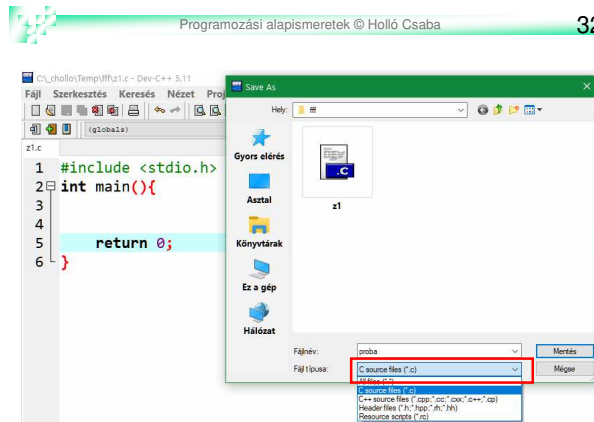 Programozási alapismeretek © Holló Csaba 32
C:\_chollo\Temp\fff\z1.c - Dev-C++ 5.11
Fájl Szerkesztés Keresés Nézet Proj
(globals)
z1.c
1 #include <stdio.h>
2 int main(){
3
4
5 return 0;
6 }
Save As
Hely: fff
Gyors elérés
Asztal
Könyvtárak
Ez a gép
Hálózat
.C
z1
Fájlnév: proba Mentés
Fájl típusa: C source files (*.c) Mégse
All files (*.*)
C source files (*.c)
C++ source files (*.cpp;*.cc;*.cxx;*.c++;*.cp)
Header files (*.h;*.hpp;*.rh;*.hh)
Resource scripts (*.rc)